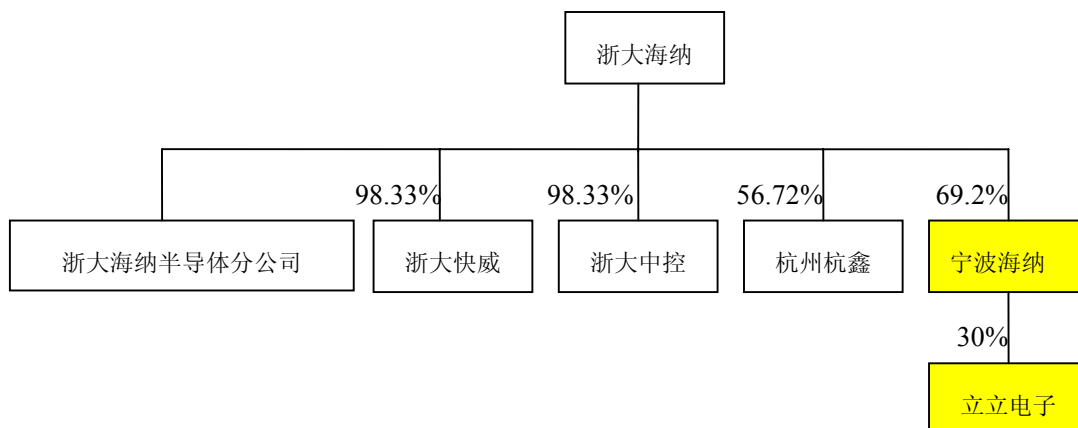 浙大海纳
98.33%
98.33%
56.72%
69.2%
浙大海纳半导体分公司
浙大快威
浙大中控
杭州杭鑫
宁波海纳
30%
立立电子